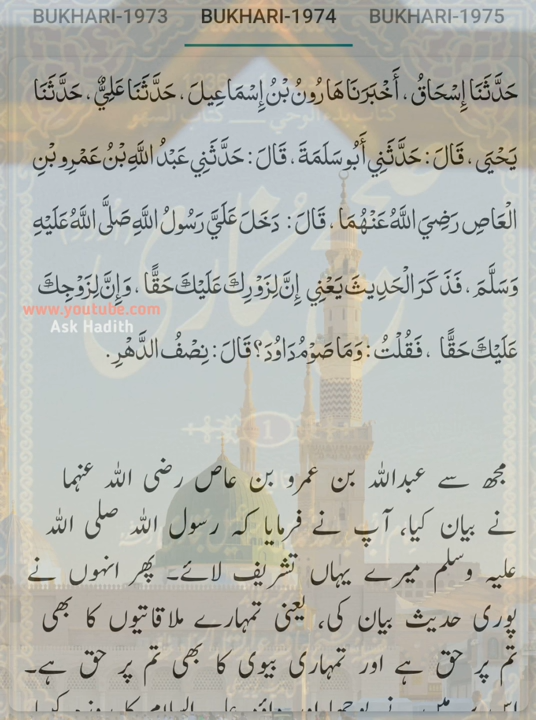 BUKHARI-1973 BUKHARI-1974 BUKHARI-1975
حَدَّثَنَا إِسْحَاقُ ، أَخْبَرَنَا هَارُونُ بْنُ إِسْمَاعِيلَ ، حَدَّثَنَا عَلِيٌّ ، حَدَّثَنَا
يَحْيَى ، قَالَ : حَدَّثَنِي أَبُو سَلَمَةَ ، قَالَ : حَدَّثَنِي عَبْدُ اللَّهِ بْنُ عَمْرِو بْنِ
الْعَاصِ رَضِيَ اللَّهُ عَنْهُمَا ، قَالَ : دَخَلَ عَلَيَّ رَسُولُ اللَّهِ صَلَّى اللَّهُ عَلَيْهِ
وَسَلَّمَ ، فَذَكَرَ الْحَدِيثَ يَعْنِي إِنَّ لِزَوْرِكَ عَلَيْكَ حَقًّا ، وَإِنَّ لِزَوْجِكَ
www.youtube.com
Ask Hadith
عَلَيْكَ حَقًّا ، فَقُلْتُ : وَمَا صَوْمُ دَاوُدَ ؟ قَالَ : نِصْفُ الدَّهْرِ .
1
مجھ سے عبداللہ بن عمرو بن عاص رضی اللہ عنہما
نے بیان کیا، آپ نے فرمایا کہ رسول اللہ صلی اللہ
علیہ وسلم میرے یہاں تشریف لائے۔ پھر انہوں نے
پوری حدیث بیان کی، یعنی تمہارے ملاقاتیوں کا بھی
تم پر حق ہے اور تمہاری بیوی کا بھی تم پر حق ہے۔